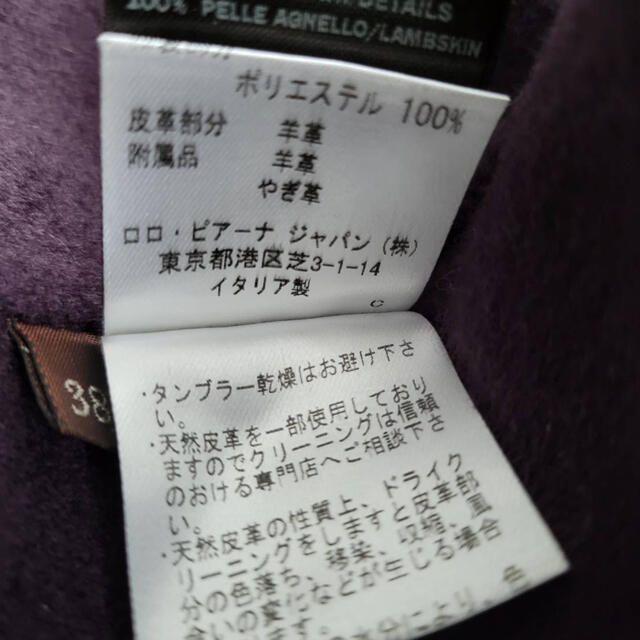 DETAILS
100% PELLE AGNELLO/LAMBSKIN
ポリエステル 100%
皮革部分 羊革
附属品 羊革
やぎ革
ロロ・ピアーナ ジャパン (株)
東京都港区芝3-1-14
イタリア製
C
38
・タンブラー乾燥はお避け下さ
い。
・天然皮革を一部使用しており
ますのでクリーニングは信頼
のおける専門店へご相談下さ
い。
・天然皮革の性質上、ドライク
リーニングをしますと皮革部
分の色落ち、移染、収縮、風
合いの変化などが生じる場合